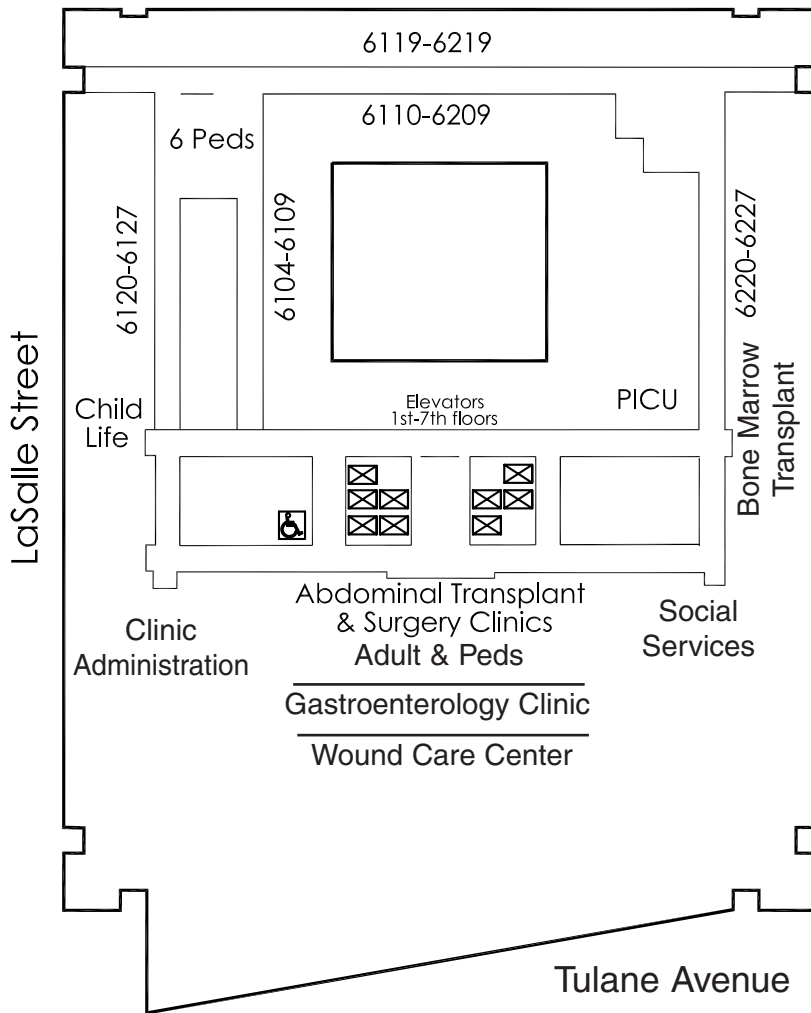 6119-6219
6110-6209
6 Peds
6120-6127
6104-6109
6220-6227
LaSalle Street
Child
Life
Elevators
1st-7th floors
PICU
Bone Marrow
Transplant
Abdominal Transplant
& Surgery Clinics
Adult & Peds
Gastroenterology Clinic
Wound Care Center
Clinic
Administration
Social
Services
Tulane Avenue